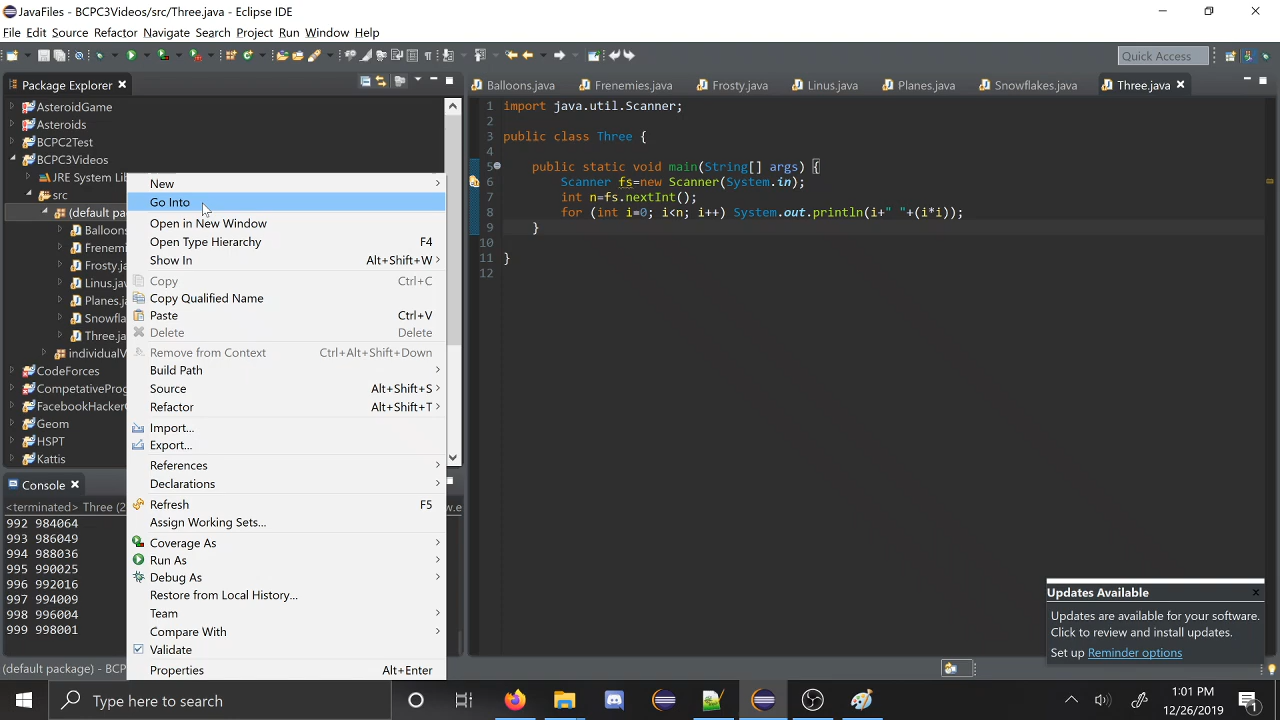 JavaFiles - BCPC3Videos/src/Three.java - Eclipse IDE
File Edit Source Refactor Navigate Search Project Run Window Help
Quick Access
Package Explorer
Balloons.java Frenemies.java Frosty.java Linus.java Planes.java Snowflakes.java Three.java
AsteroidGame
Asteroids
BCPC2Test
BCPC3Videos
JRE System Li
src
(default pa
Balloon
Frenem
Frosty.j
Linus.ja
Planes.j
Snowfla
Three.ja
individualV
CodeForces
CompetativeProg
FacebookHacker
Geom
HSPT
Kattis
New
Go Into
Open in New Window
Open Type Hierarchy F4
Show In Alt+Shift+W
Copy Ctrl+C
Copy Qualified Name
Paste Ctrl+V
Delete Delete
Remove from Context Ctrl+Alt+Shift+Down
Build Path
Source Alt+Shift+S
Refactor Alt+Shift+T
Import...
Export...
References
Declarations
Refresh F5
Assign Working Sets...
Coverage As
Run As
Debug As
Restore from Local History...
Team
Compare With
Validate
Properties Alt+Enter
1 import java.util.Scanner;
2
3 public class Three {
4
5 public static void main(String[] args) {
6 Scanner fs=new Scanner(System.in);
7 int n=fs.nextInt();
8 for (int i=0; i<n; i++) System.out.println(i+" "+(i*i));
9 }
10
11 }
12
Console
<terminated> Three (2 w.e
992 984064
993 986049
994 988036
995 990025
996 992016
997 994009
998 996004
999 998001
(default package) - BCP
Updates Available
Updates are available for your software.
Click to review and install updates.
Set up Reminder options
Type here to search
1:01 PM
12/26/2019
1